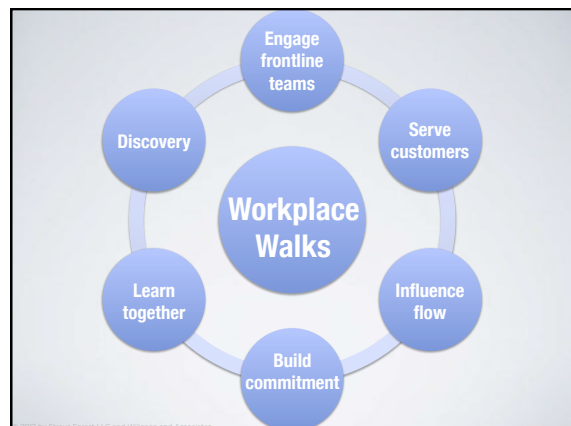 Engage
frontline
teams
Serve
customers
Influence
flow
Build
commitment
Learn
together
Discovery
Workplace
Walks